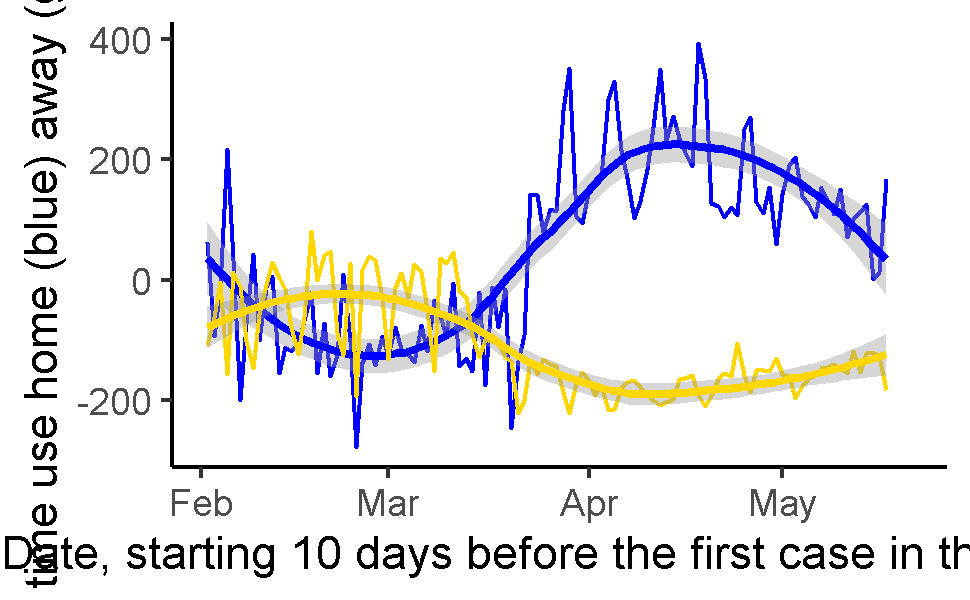 time use home (blue) away (
400
200
0
-200
Feb Mar Apr May
Date, starting 10 days before the first case in th